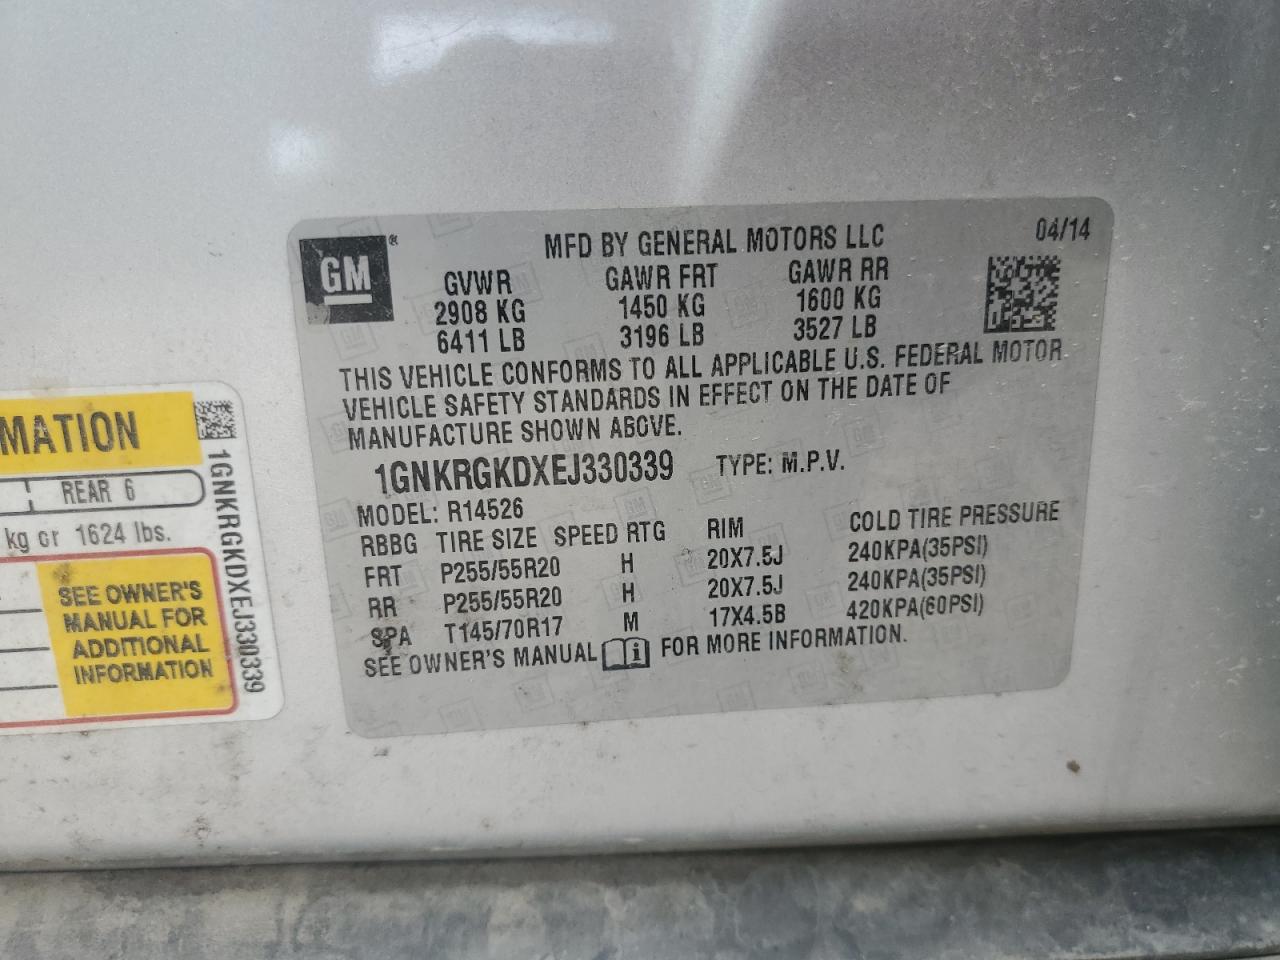 GM
®
MFD BY GENERAL MOTORS LLC
04/14
GVWR GAWR FRT GAWR RR
2908 KG 1450 KG 1600 KG
6411 LB 3196 LB 3527 LB
THIS VEHICLE CONFORMS TO ALL APPLICABLE U.S. FEDERAL MOTOR
VEHICLE SAFETY STANDARDS IN EFFECT ON THE DATE OF
MANUFACTURE SHOWN ABOVE.
1GNKRGKDXEJ330339 TYPE: M.P.V.
MODEL: R14526
RBBG TIRE SIZE SPEED RTG RIM COLD TIRE PRESSURE
FRT P255/55R20 H 20X7.5J 240KPA(35PSI)
RR P255/55R20 H 20X7.5J 240KPA(35PSI)
SPA T145/70R17 M 17X4.5B 420KPA(60PSI)
SEE OWNER'S MANUAL i FOR MORE INFORMATION.
MATION
REAR 6
kg or 1624 lbs.
SEE OWNER'S
MANUAL FOR
ADDITIONAL
INFORMATION
1GNKRGKDXEJ330339